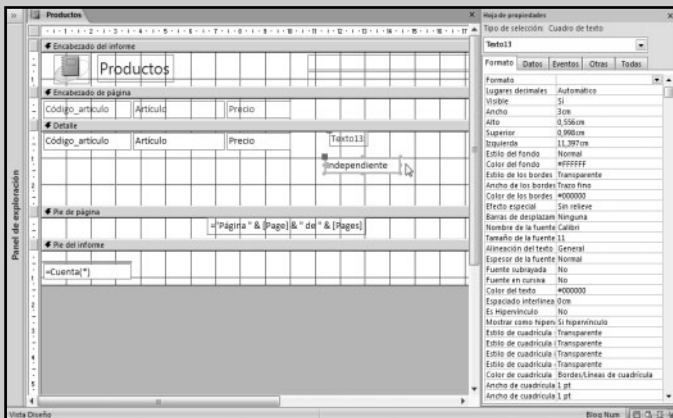 Productos
Hoja de propiedades
Tipo de selección: Cuadro de texto
Texto13
Formato Datos Eventos Otras Todas
Panel de exploración
Encabezado del informe
Productos
Encabezado de página
Código_artículo Artículo Precio
Detalle
Código_artículo Artículo Precio Texto13:
Independiente
Pie de página
="Página " & [Page] & " de " & [Pages]
Pie del informe
=Cuenta(*)
Formato
Lugares decimales Automático
Visible Sí
Ancho 3cm
Alto 0,556cm
Superior 0,998cm
Izquierda 11,397cm
Estilo del fondo Normal
Color del fondo #FFFFFF
Estilo de los bordes Transparente
Ancho de los bordes Trazo fino
Color de los bordes #000000
Efecto especial Sin relieve
Barras de desplazam Ninguna
Nombre de la fuente Calibri
Tamaño de la fuente 11
Alineación del texto General
Espesor de la fuente Normal
Fuente subrayada No
Fuente en cursiva No
Color del texto #000000
Espaciado interlínea 0cm
Es Hipervínculo No
Mostrar como hiperv Si hipervínculo
Estilo de cuadrícula Transparente
Estilo de cuadrícula Transparente
Estilo de cuadrícula Transparente
Estilo de cuadrícula Transparente
Color de cuadrícula Bordes/Líneas de cuadrícula
Ancho de cuadrícula 1 pt
Ancho de cuadrícula 1 pt
Vista Diseño
Bloq Num